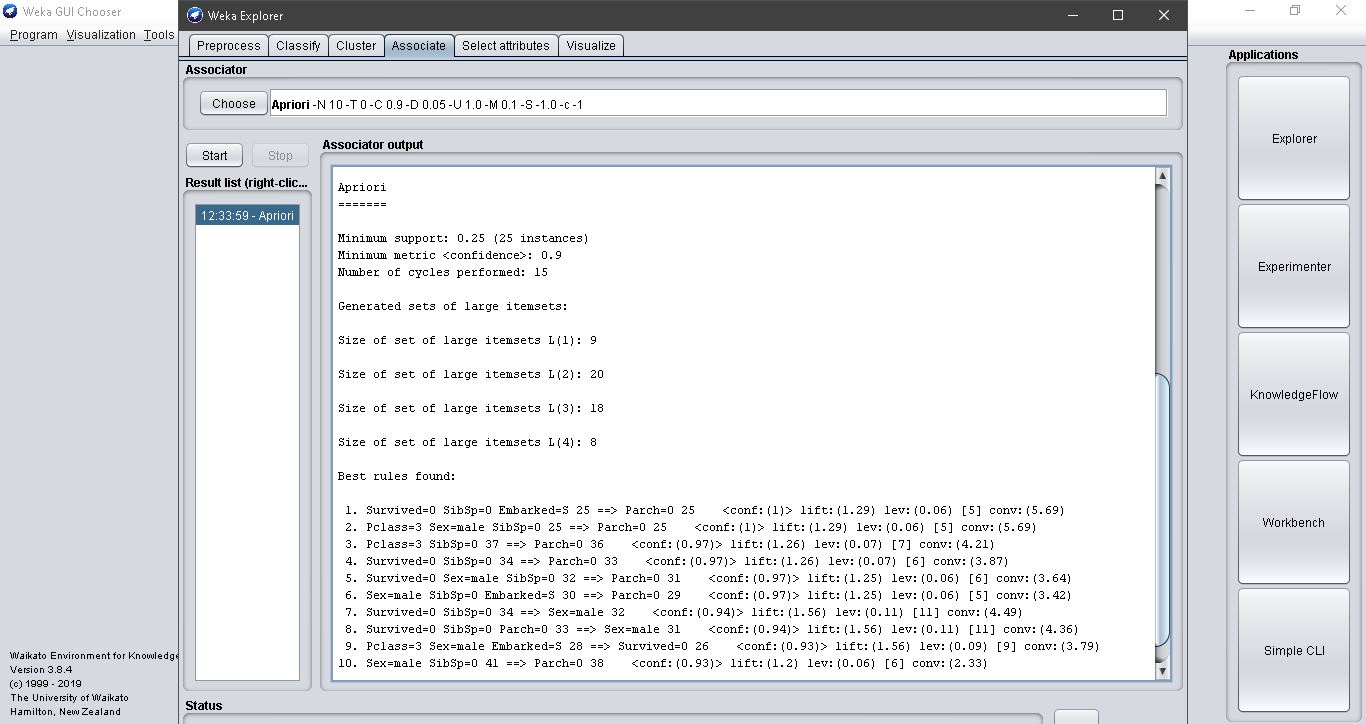 Weka GUI Chooser
Program Visualization Tools
Weka Explorer
Preprocess Classify Cluster Associate Select attributes Visualize
Associator
Choose Apriori -N 10 -T 0 -C 0.9 -D 0.05 -U 1.0 -M 0.1 -S -1.0 -c -1
Start Stop
Result list (right-clic...
12:33:59 - Apriori
Associator output
Apriori
=======
Minimum support: 0.25 (25 instances)
Minimum metric <confidence>: 0.9
Number of cycles performed: 15
Generated sets of large itemsets:
Size of set of large itemsets L(1): 9
Size of set of large itemsets L(2): 20
Size of set of large itemsets L(3): 18
Size of set of large itemsets L(4): 8
Best rules found:
1. Survived=0 SibSp=0 Embarked=S 25 ==> Parch=0 25 <conf:(1)> lift:(1.29) lev:(0.06) [5] conv:(5.69)
2. Pclass=3 Sex=male SibSp=0 25 ==> Parch=0 25 <conf:(1)> lift:(1.29) lev:(0.06) [5] conv:(5.69)
3. Pclass=3 SibSp=0 37 ==> Parch=0 36 <conf:(0.97)> lift:(1.26) lev:(0.07) [7] conv:(4.21)
4. Survived=0 SibSp=0 34 ==> Parch=0 33 <conf:(0.97)> lift:(1.26) lev:(0.07) [6] conv:(3.87)
5. Survived=0 Sex=male SibSp=0 32 ==> Parch=0 31 <conf:(0.97)> lift:(1.25) lev:(0.06) [6] conv:(3.64)
6. Sex=male SibSp=0 Embarked=S 30 ==> Parch=0 29 <conf:(0.97)> lift:(1.25) lev:(0.06) [5] conv:(3.42)
7. Survived=0 SibSp=0 34 ==> Sex=male 32 <conf:(0.94)> lift:(1.56) lev:(0.11) [11] conv:(4.49)
8. Survived=0 SibSp=0 Parch=0 33 ==> Sex=male 31 <conf:(0.94)> lift:(1.56) lev:(0.11) [11] conv:(4.36)
9. Pclass=3 Sex=male Embarked=S 28 ==> Survived=0 26 <conf:(0.93)> lift:(1.56) lev:(0.09) [9] conv:(3.79)
10. Sex=male SibSp=0 41 ==> Parch=0 38 <conf:(0.93)> lift:(1.2) lev:(0.06) [6] conv:(2.33)
Status
Waikato Environment for Knowledge
Version 3.8.4
(c) 1999 - 2019
The University of Waikato
Hamilton, New Zealand
Applications
Explorer
Experimenter
KnowledgeFlow
Workbench
Simple CLI